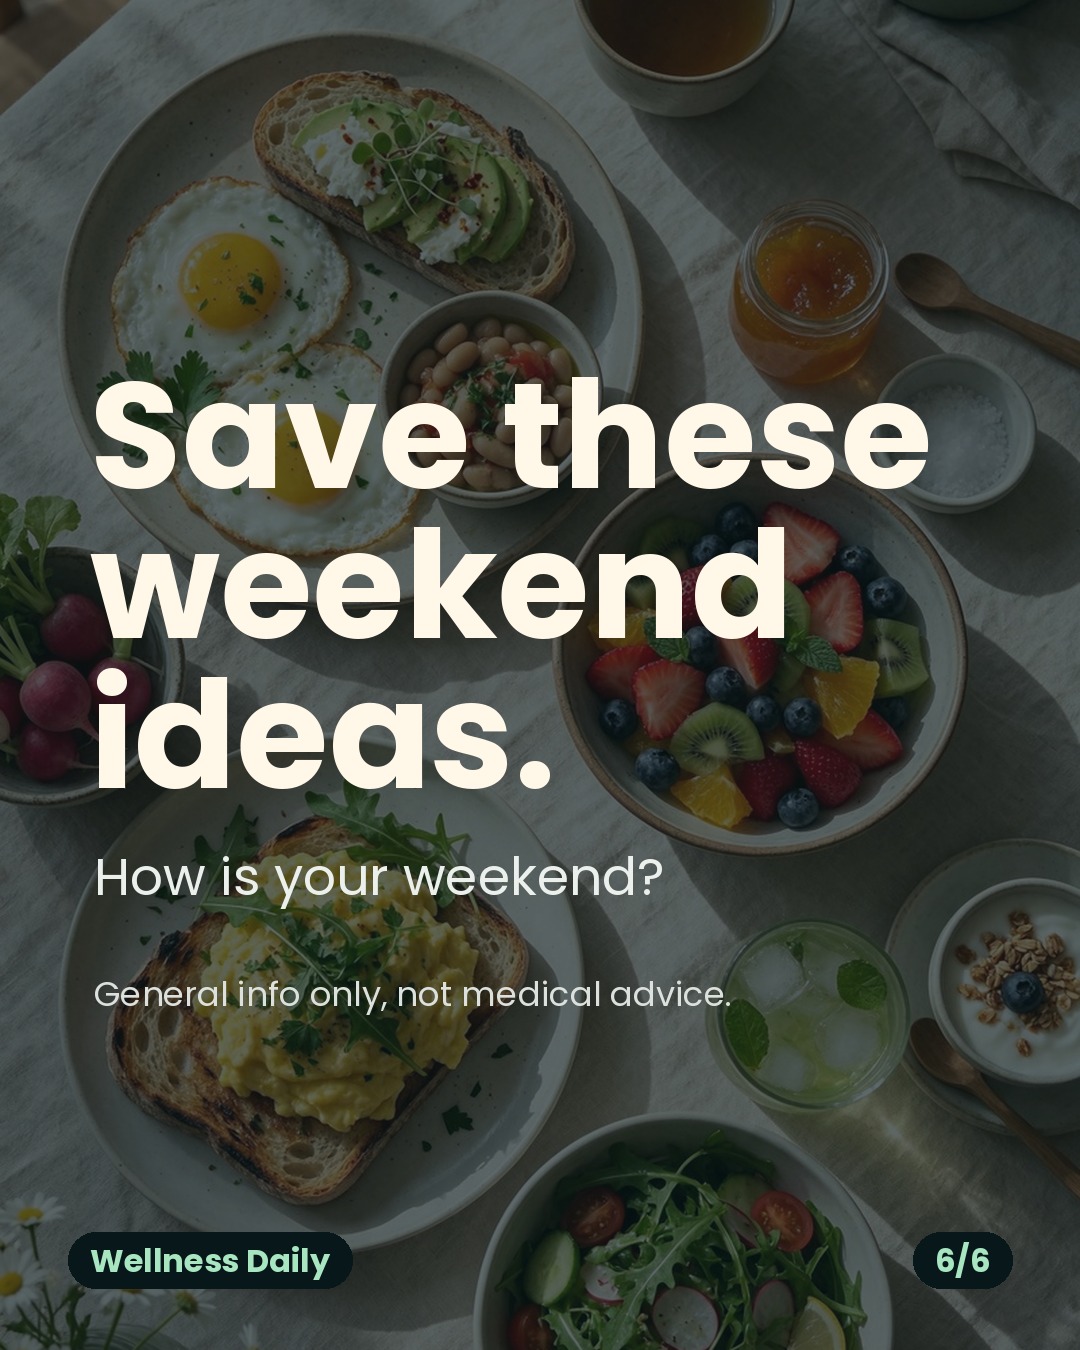 Save these
weekend
ideas.
How is your weekend?
General info only, not medical advice.
Wellness Daily
6/6